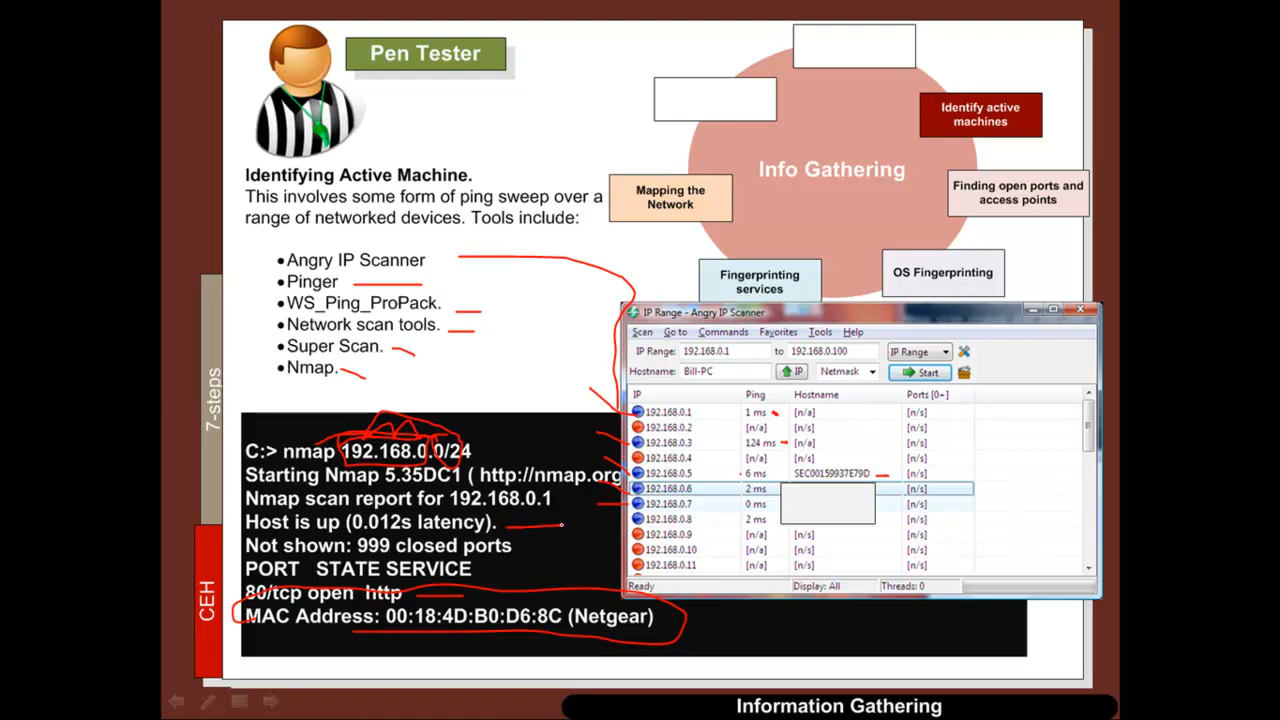 Pen Tester
Identify active
machines
Info Gathering
Mapping the
Network
Finding open ports and
access points
Fingerprinting
services
OS Fingerprinting
Identifying Active Machine.
This involves some form of ping sweep over a
range of networked devices. Tools include:
•Angry IP Scanner
•Pinger
•WS_Ping_ProPack.
•Network scan tools.
•Super Scan.
•Nmap.
IP Range - Angry IP Scanner
Scan Go to Commands Favorites Tools Help
IP Range: 192.168.0.1 to 192.168.0.100 IP Range
Hostname: Bill-PC IP Netmask Start
IP Ping Hostname Ports [0+]
192.168.0.1 1 ms [n/a] [n/s]
192.168.0.2 [n/a] [n/s] [n/s]
192.168.0.3 124 ms [n/a] [n/s]
192.168.0.4 [n/a] [n/s] [n/s]
192.168.0.5 6 ms SEC00159937E79D [n/s]
192.168.0.6 2 ms [n/s]
192.168.0.7 0 ms [n/s]
192.168.0.8 2 ms [n/s]
192.168.0.9 [n/a] [n/s] [n/s]
192.168.0.10 [n/a] [n/s] [n/s]
192.168.0.11 [n/a] [n/s] [n/s]
Ready Display: All Threads: 0
C:> nmap 192.168.0.0/24
Starting Nmap 5.35DC1 ( http://nmap.org
Nmap scan report for 192.168.0.1
Host is up (0.012s latency).
Not shown: 999 closed ports
PORT STATE SERVICE
80/tcp open http
MAC Address: 00:18:4D:B0:D6:8C (Netgear)
7-steps
CEH
Information Gathering